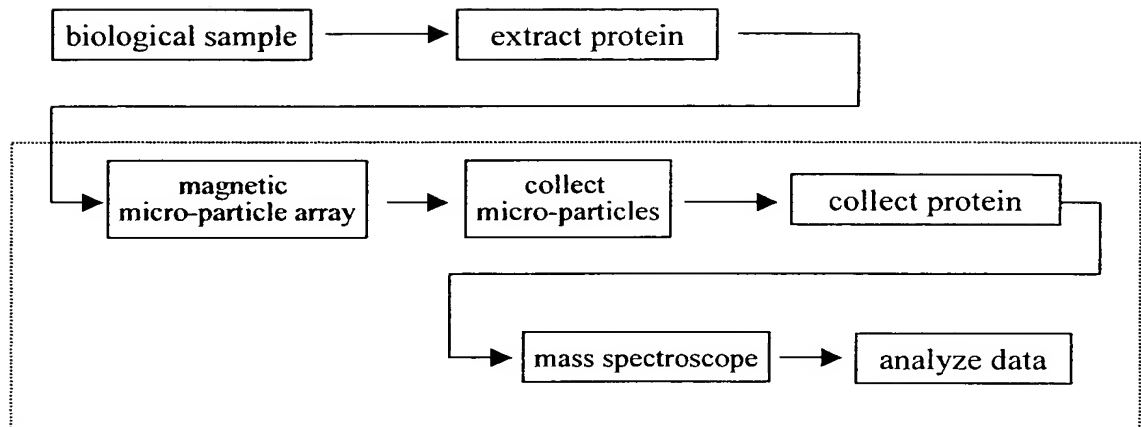 biological sample
extract protein
magnetic
micro-particle array
collect
micro-particles
collect protein
mass spectroscope
analyze data